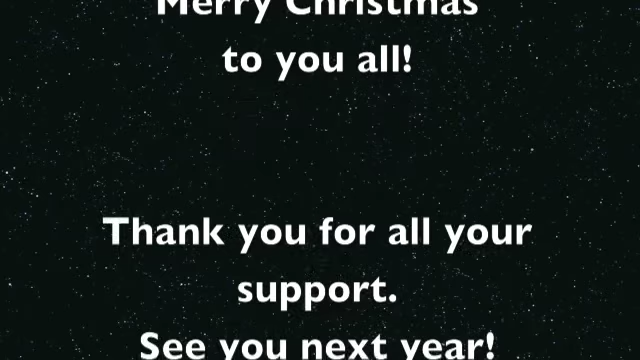 Merry Christmas
to you all!
Thank you for all your
support.
See you next year!